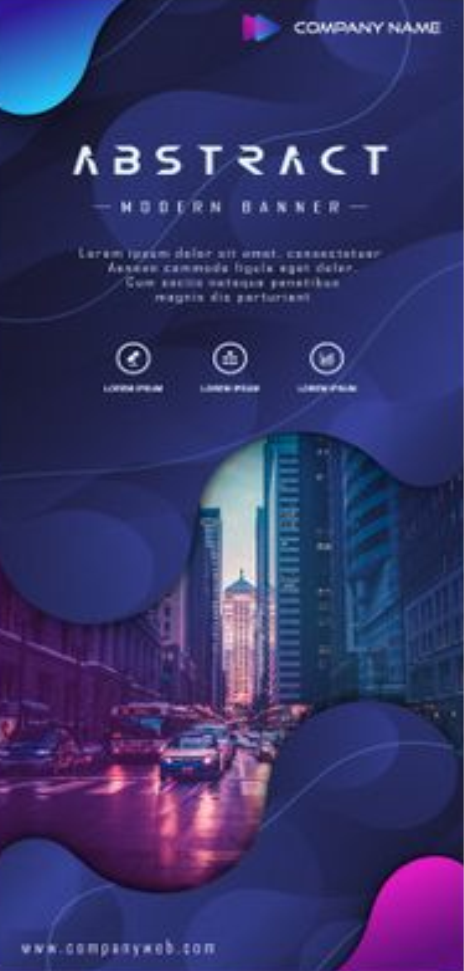 COMPANY NAME
ABSTRACT
MODERN BANNER
Lorem ipsum dolor sit amet, consectetuer
Aenean commodo ligula eget dolor.
Cum sociis natoque penatibus
magnis dis parturient
LOREM IPSUM LOREM IPSUM LOREM IPSUM
www.companyweb.com